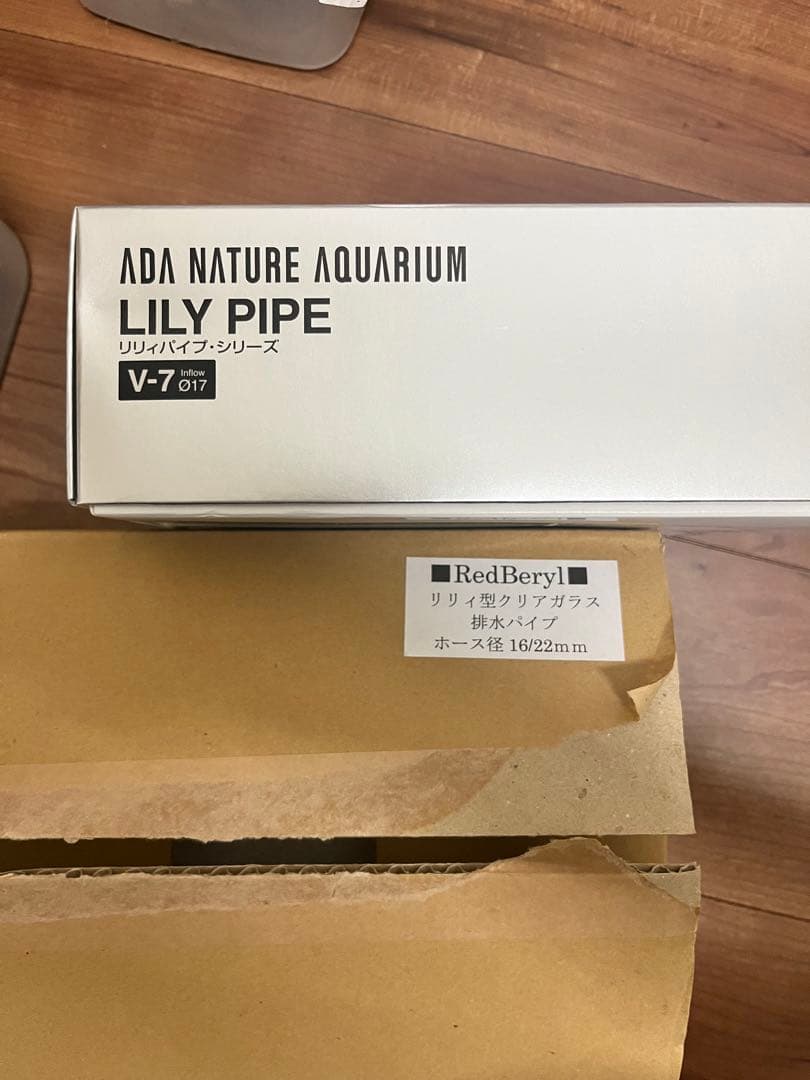 ADA NATURE AQUARIUM
LILY PIPE
リリィパイプ・シリーズ
V-7 Inflow Ø17
■RedBeryl■
リリィ型クリアガラス
排水パイプ
ホース径 16/22mm